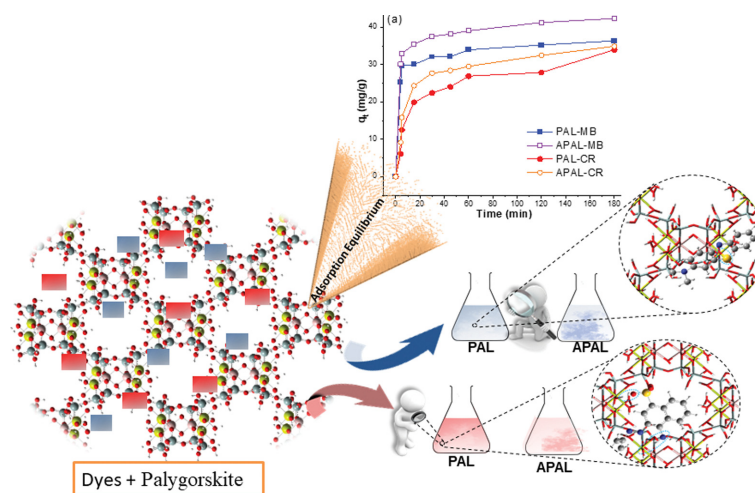 (a)
qt (mg/g)
40
30
20
10
0
PAL-MB
APAL-MB
PAL-CR
APAL-CR
0 20 40 60 80 100 120 140 160 180
Time (min)
Adsorption Equilibrium
PAL
APAL
PAL
APAL
Dyes + Palygorskite